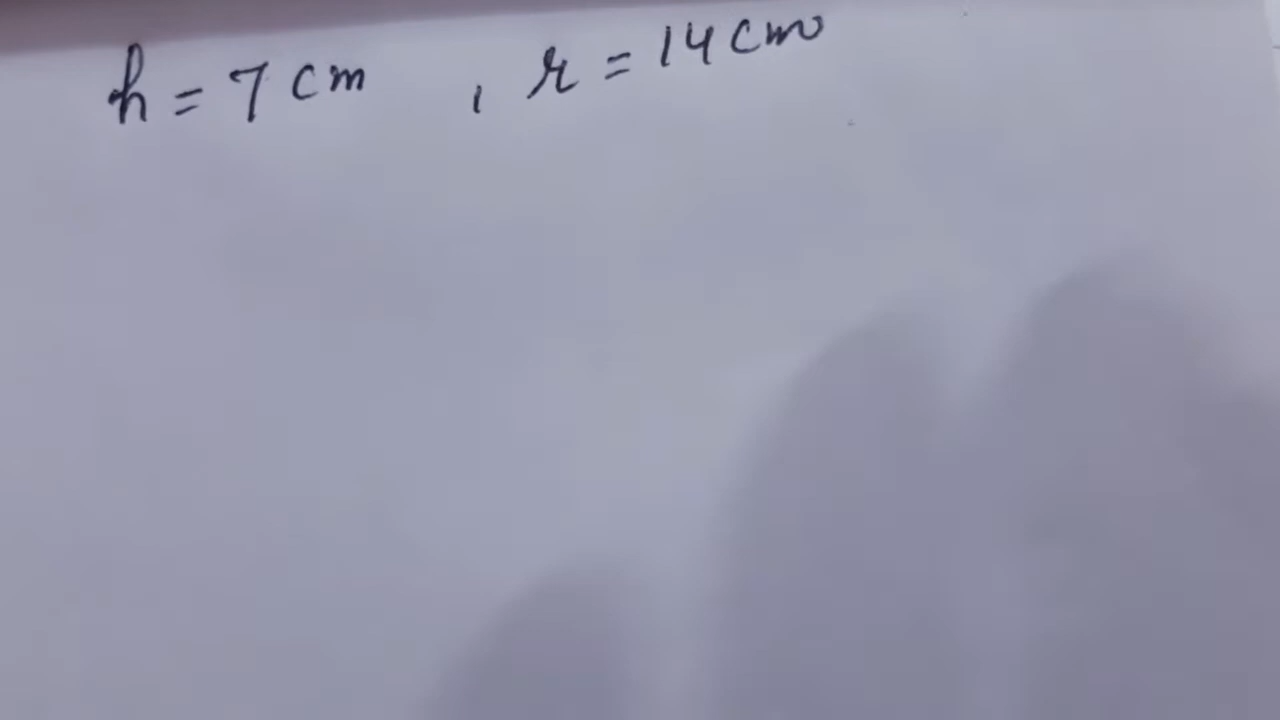 h = 7 cm , r = 14 cm